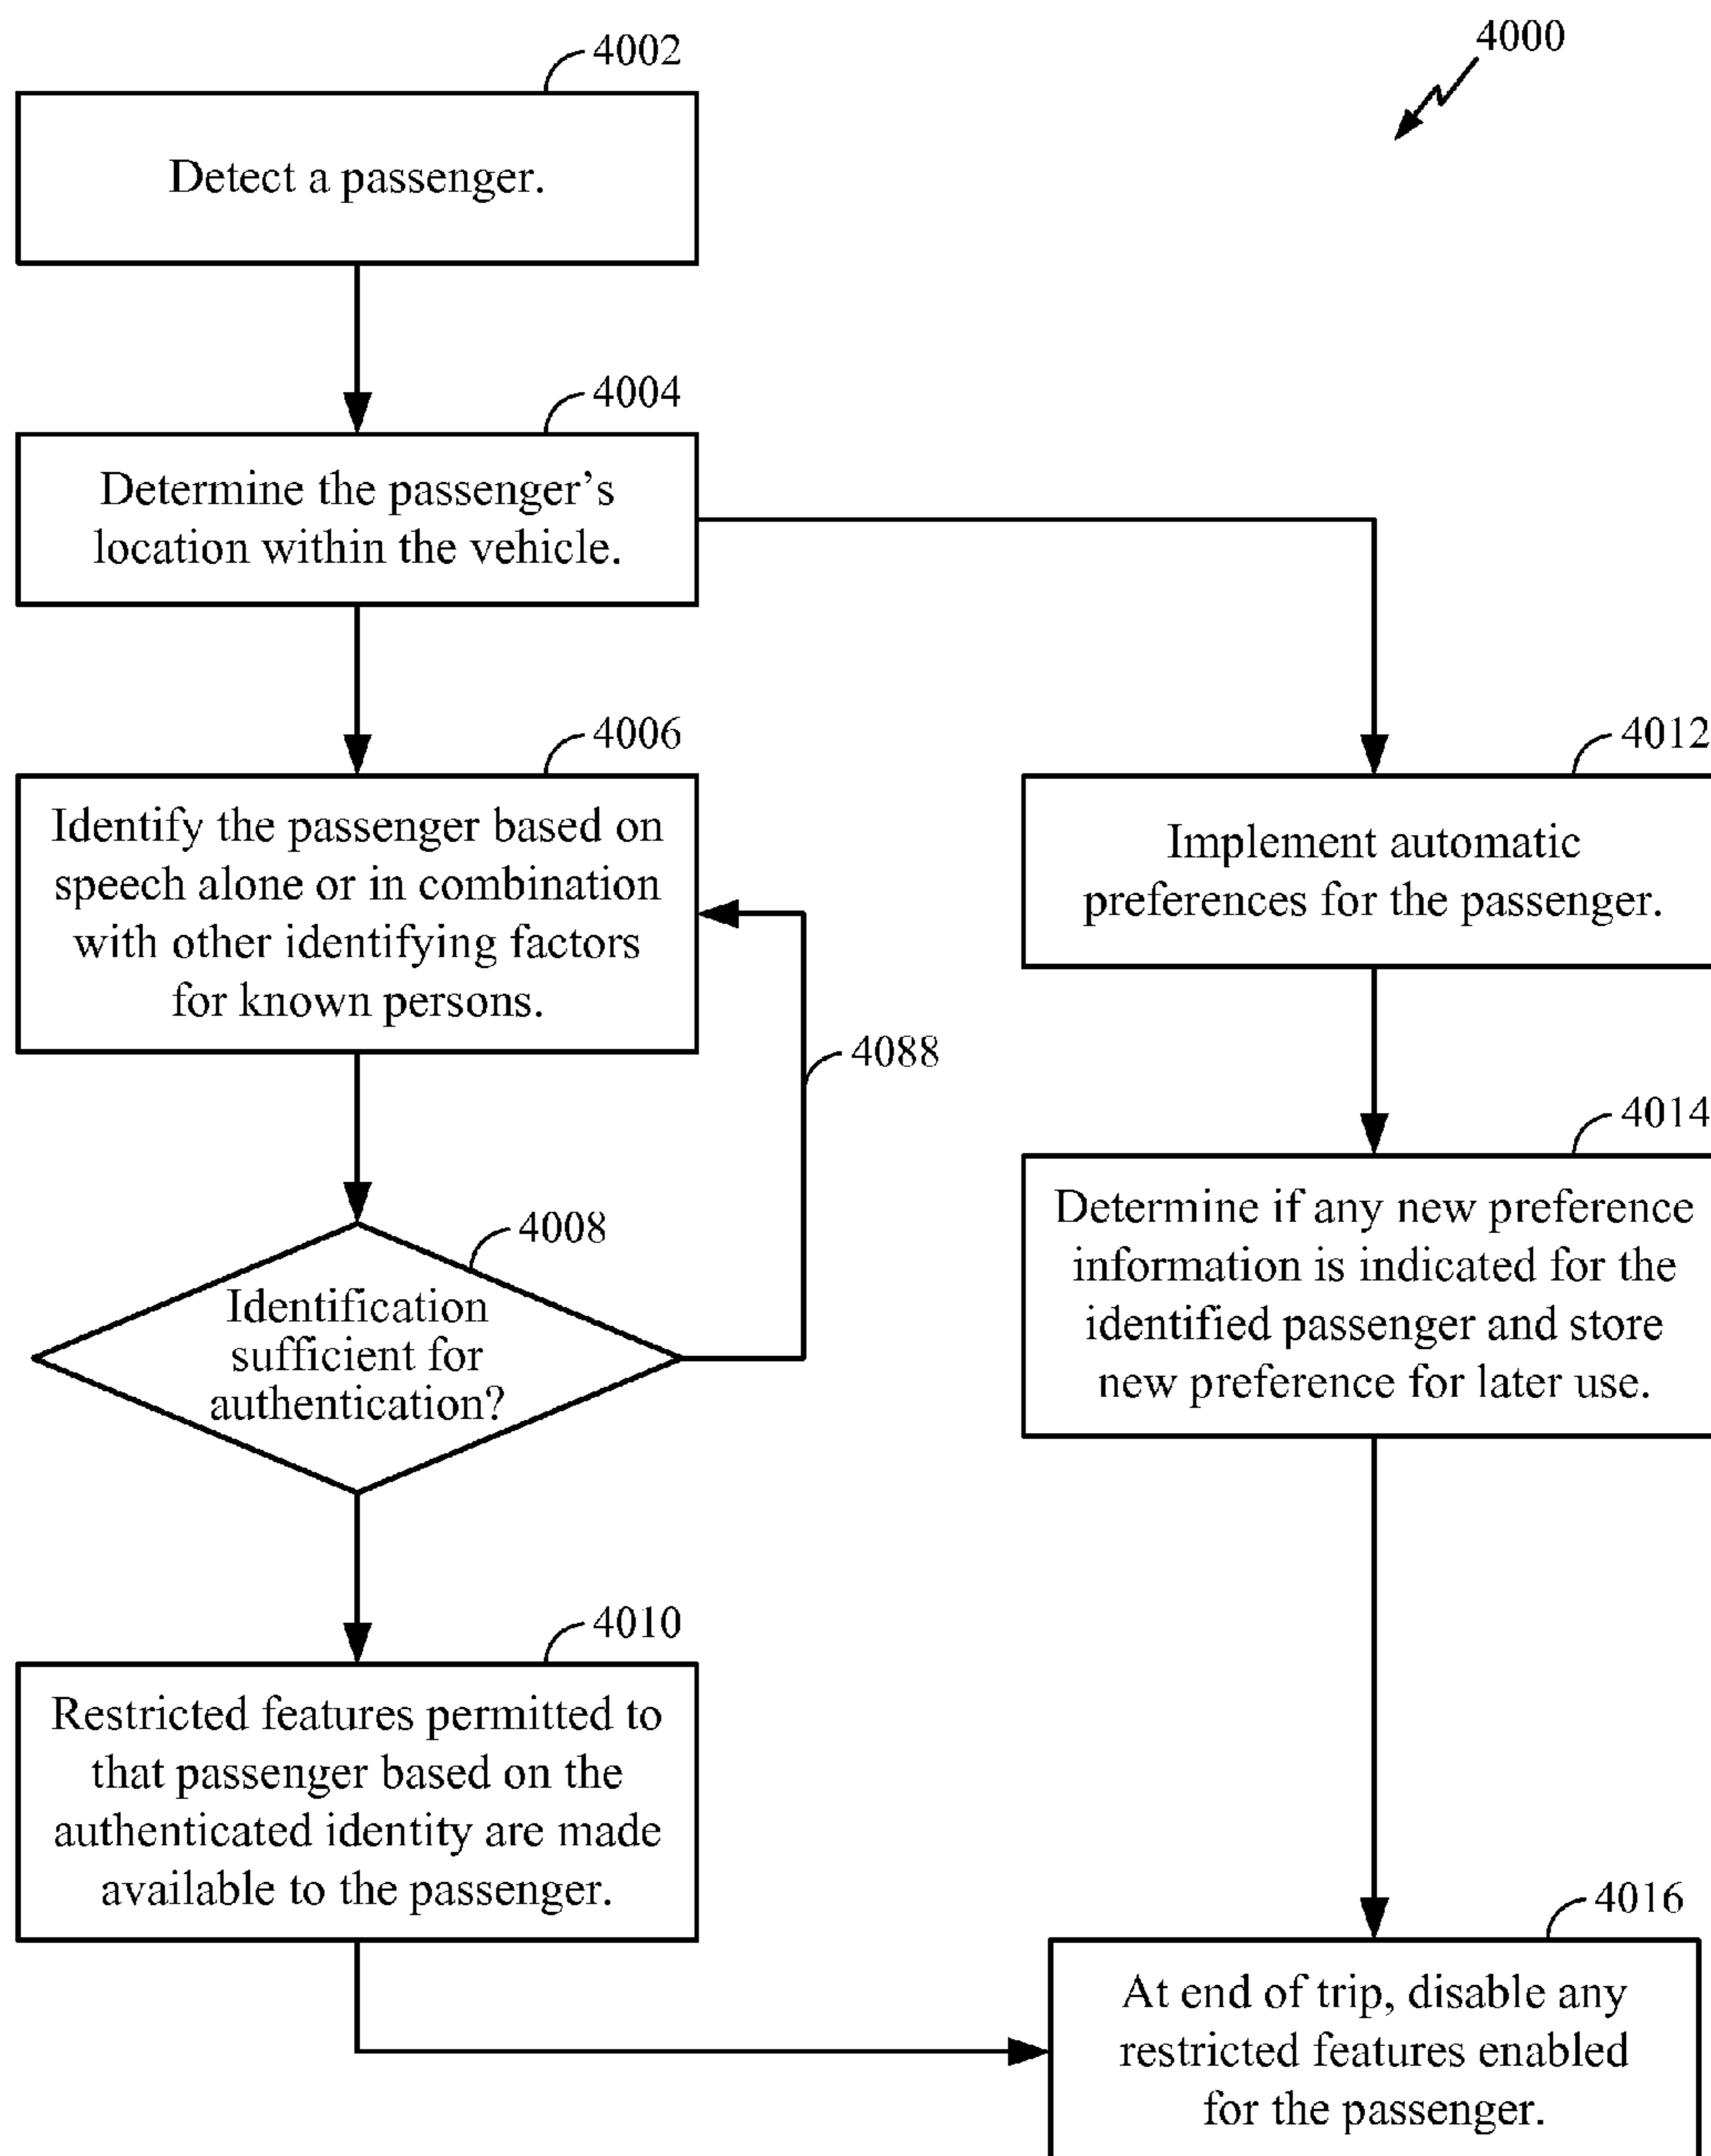 4000
4002
Detect a passenger.
4004
Determine the passenger’s
location within the vehicle.
4006
Identify the passenger based on
speech alone or in combination
with other identifying factors
for known persons.
4088
4008
Identification
sufficient for
authentication?
4010
Restricted features permitted to
that passenger based on the
authenticated identity are made
available to the passenger.
4012
Implement automatic
preferences for the passenger.
4014
Determine if any new preference
information is indicated for the
identified passenger and store
new preference for later use.
4016
At end of trip, disable any
restricted features enabled
for the passenger.